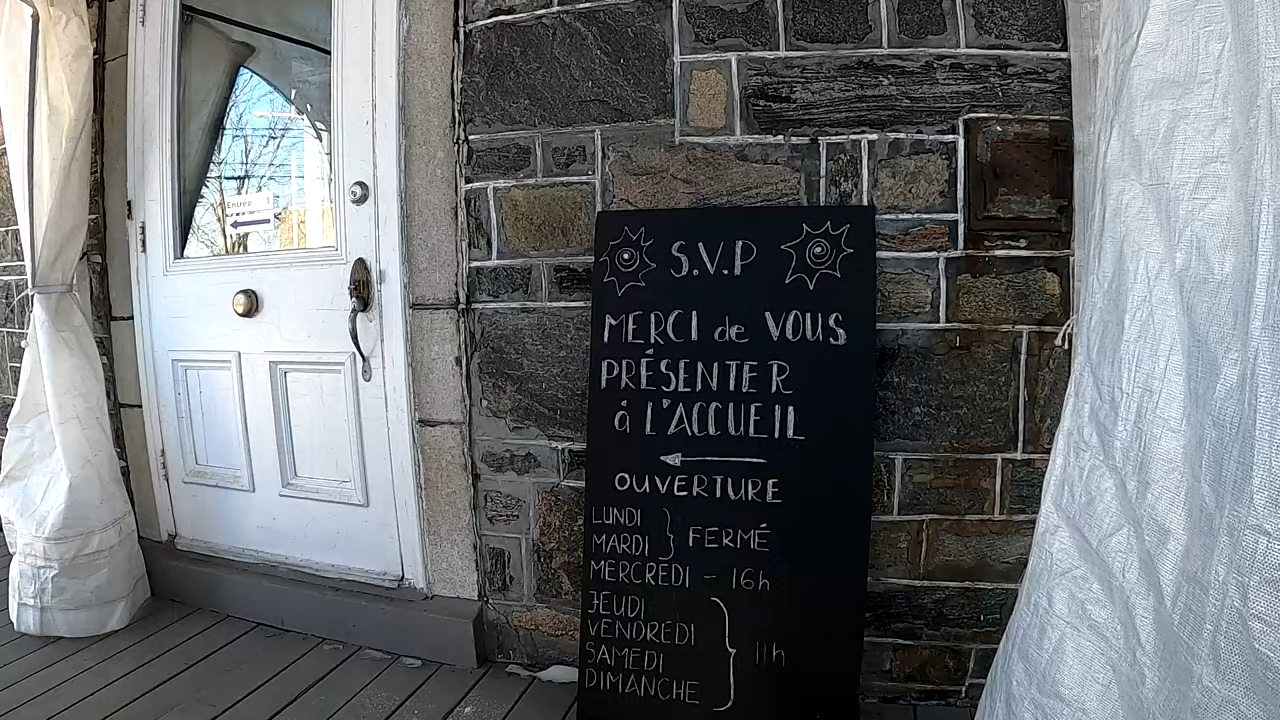 Entrée
S.V.P
MERCI de VOUS
PRÉSENTER
à L'ACCUEIL
OUVERTURE
LUNDI
MARDI } FERMÉ
MERCREDI - 16h
JEUDI
VENDREDI
SAMEDI } 11h
DIMANCHE